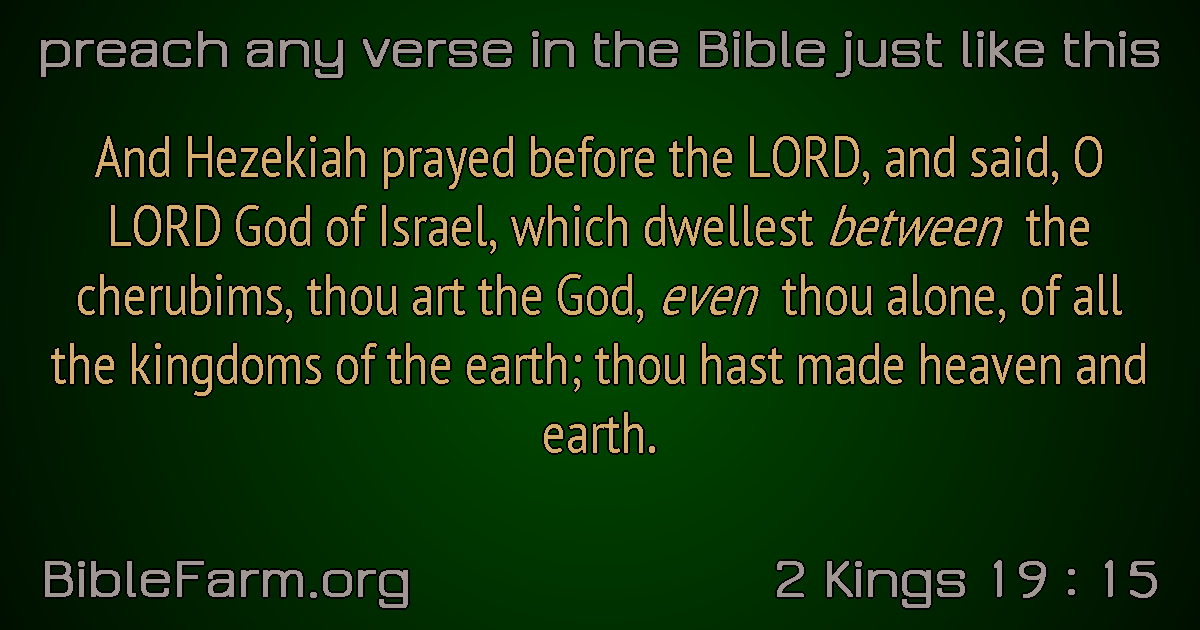 preach any verse in the Bible just like this
And Hezekiah prayed before the LORD, and said, O
LORD God of Israel, which dwellest between the
cherubims, thou art the God, even thou alone, of all
the kingdoms of the earth; thou hast made heaven and
earth.
BibleFarm.org
2 Kings 19 : 15